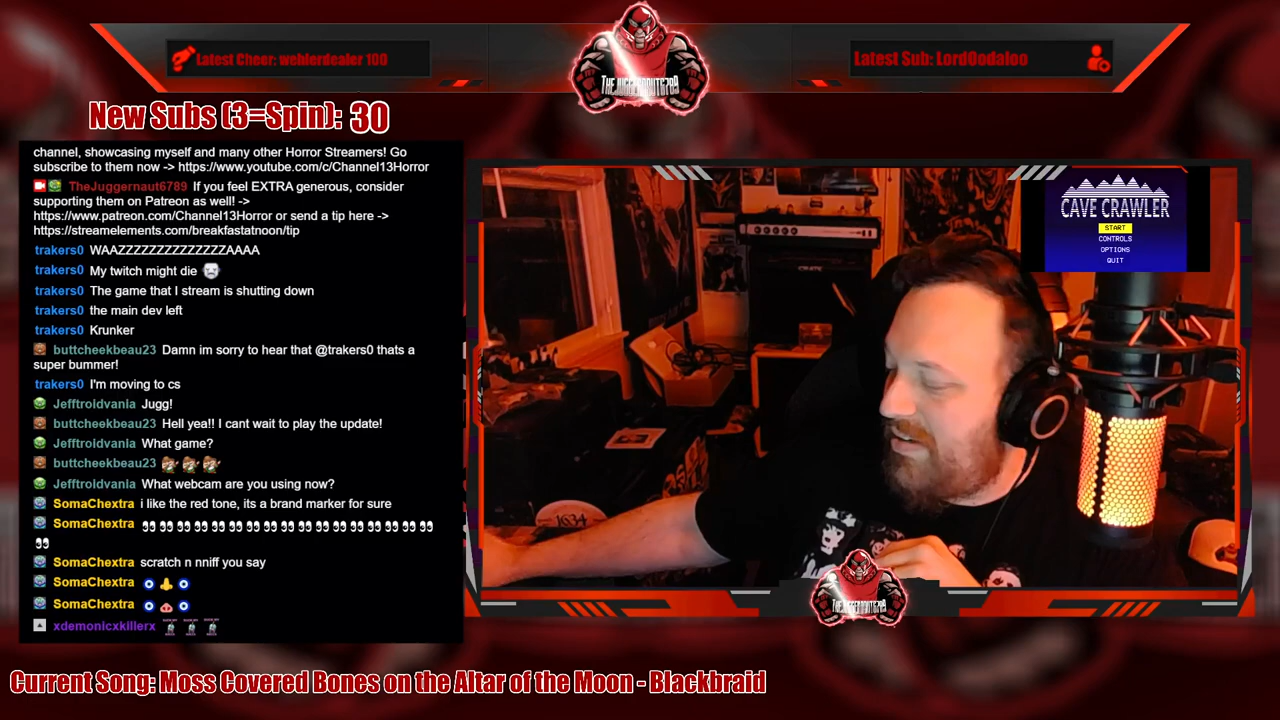 Latest Cheer: wehlerdealer 100
THEJUGGERNAUT6789
Latest Sub: LordOodaloo
New Subs (3=Spin): 30
channel, showcasing myself and many other Horror Streamers! Go
subscribe to them now -> https://www.youtube.com/c/Channel13Horror
TheJuggernaut6789 If you feel EXTRA generous, consider
supporting them on Patreon as well! ->
https://www.patreon.com/Channel13Horror or send a tip here ->
https://streamelements.com/breakfastatnoon/tip
trakers0 WAAZZZZZZZZZZZZZAAAA
trakers0 My twitch might die
trakers0 The game that I stream is shutting down
trakers0 the main dev left
trakers0 Krunker
buttcheekbeau23 Damn im sorry to hear that @trakers0 thats a
super bummer!
trakers0 I'm moving to cs
Jefftroidvania Jugg!
buttcheekbeau23 Hell yea!! I cant wait to play the update!
Jefftroidvania What game?
buttcheekbeau23
Jefftroidvania What webcam are you using now?
SomaChextra i like the red tone, its a brand marker for sure
SomaChextra
SomaChextra scratch n nniff you say
SomaChextra
SomaChextra
xdemonicxkillerx
CAVE CRAWLER
START
CONTROLS
OPTIONS
QUIT
1634
THEJUGGERNAUT6789
Current Song: Moss Covered Bones on the Altar of the Moon - Blackbraid